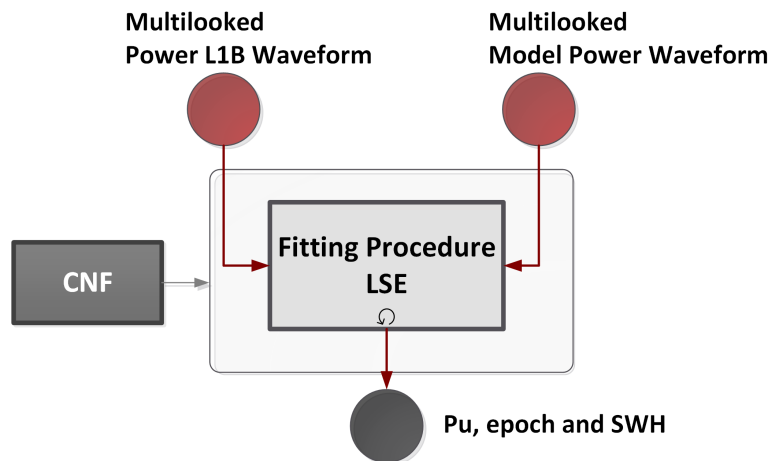 Multilooked
Power L1B Waveform
Multilooked
Model Power Waveform
Fitting Procedure
LSE
CNF
Pu, epoch and SWH